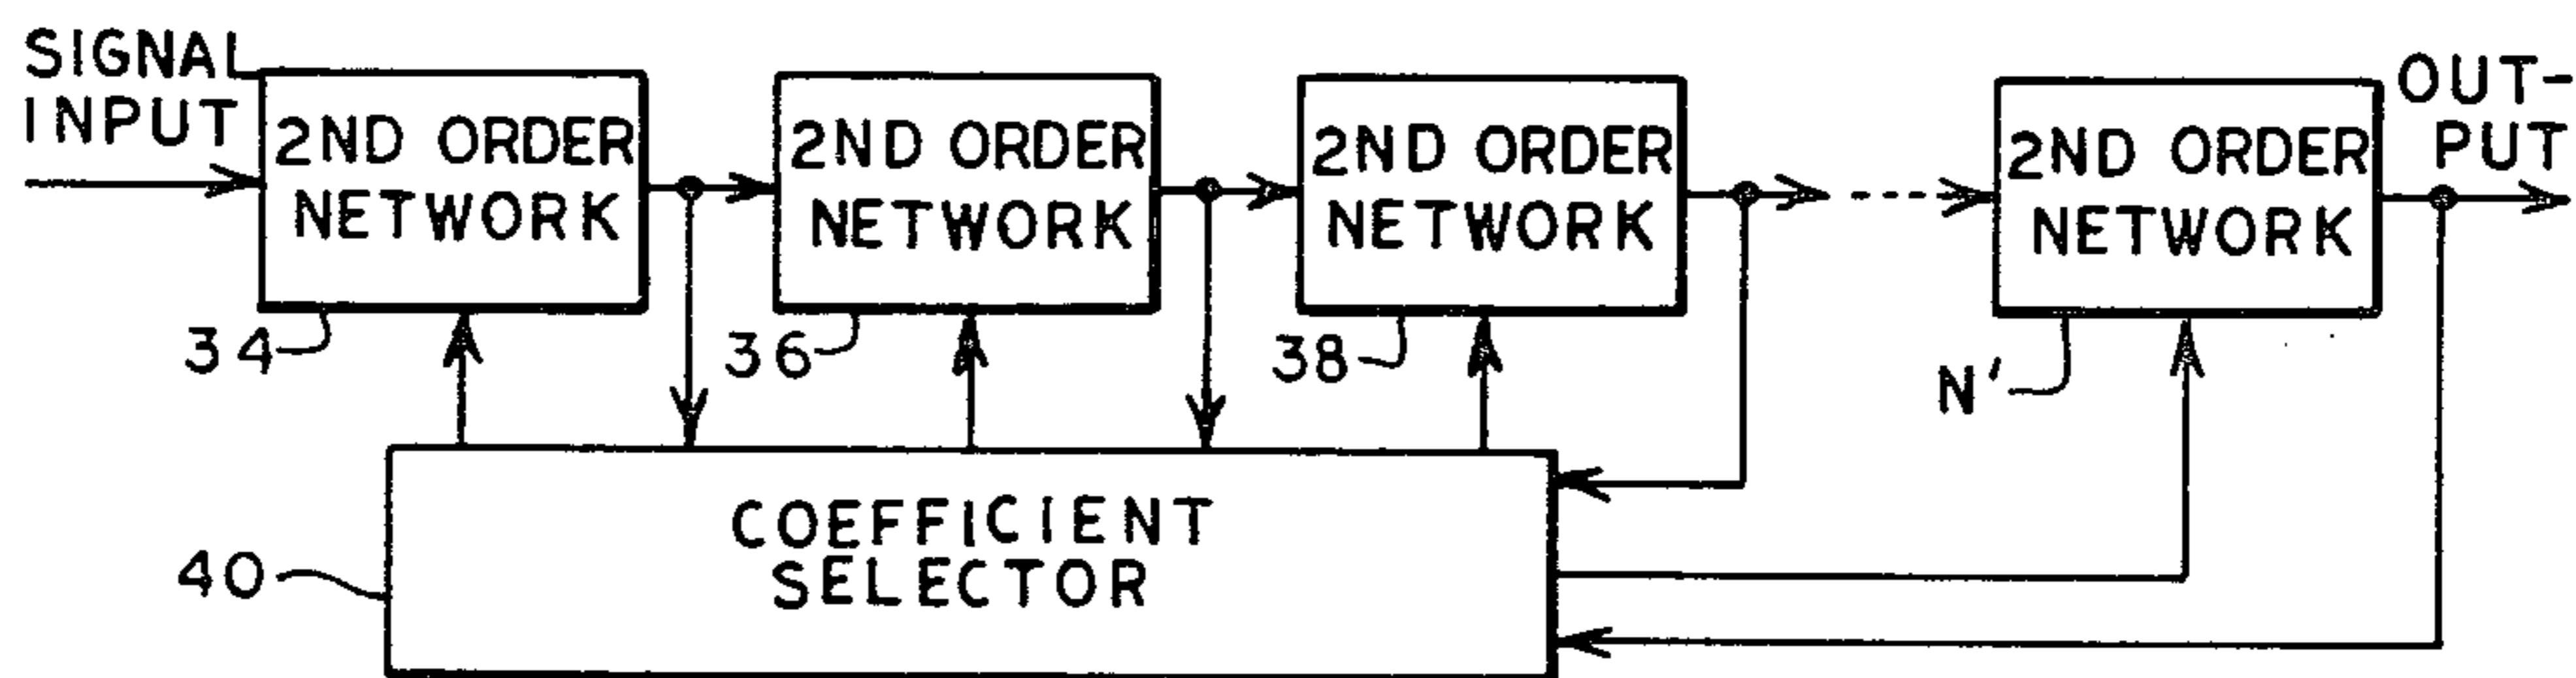 SIGNAL
INPUT
2ND ORDER
NETWORK
2ND ORDER
NETWORK
2ND ORDER
NETWORK
2ND ORDER
NETWORK
OUT-
PUT
34
36
38
N'
COEFFICIENT
SELECTOR
40